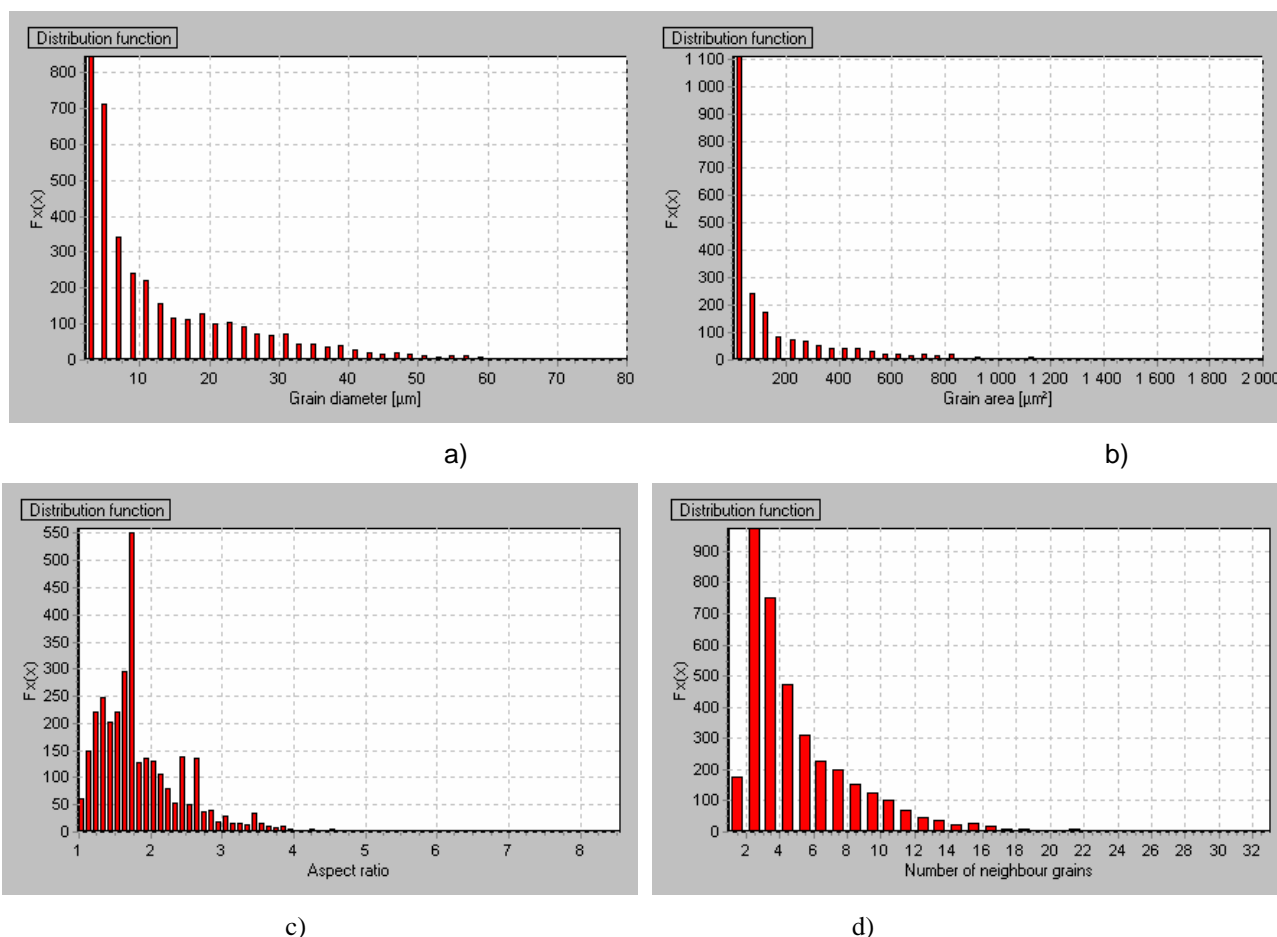 Distribution function
800
700
600
500
400
300
200
100
0
Fx(x)
10 20 30 40 50 60 70 80
Grain diameter [µm]
Distribution function
1 100
1 000
900
800
700
600
500
400
300
200
100
0
Fx(x)
200 400 600 800 1 000 1 200 1 400 1 600 1 800 2 000
Grain area [µm²]
a)
b)
Distribution function
550
500
450
400
350
300
250
200
150
100
50
0
Fx(x)
1 2 3 4 5 6 7 8
Aspect ratio
Distribution function
900
800
700
600
500
400
300
200
100
0
Fx(x)
2 4 6 8 10 12 14 16 18 20 22 24 26 28 30 32
Number of neighbour grains
c)
d)